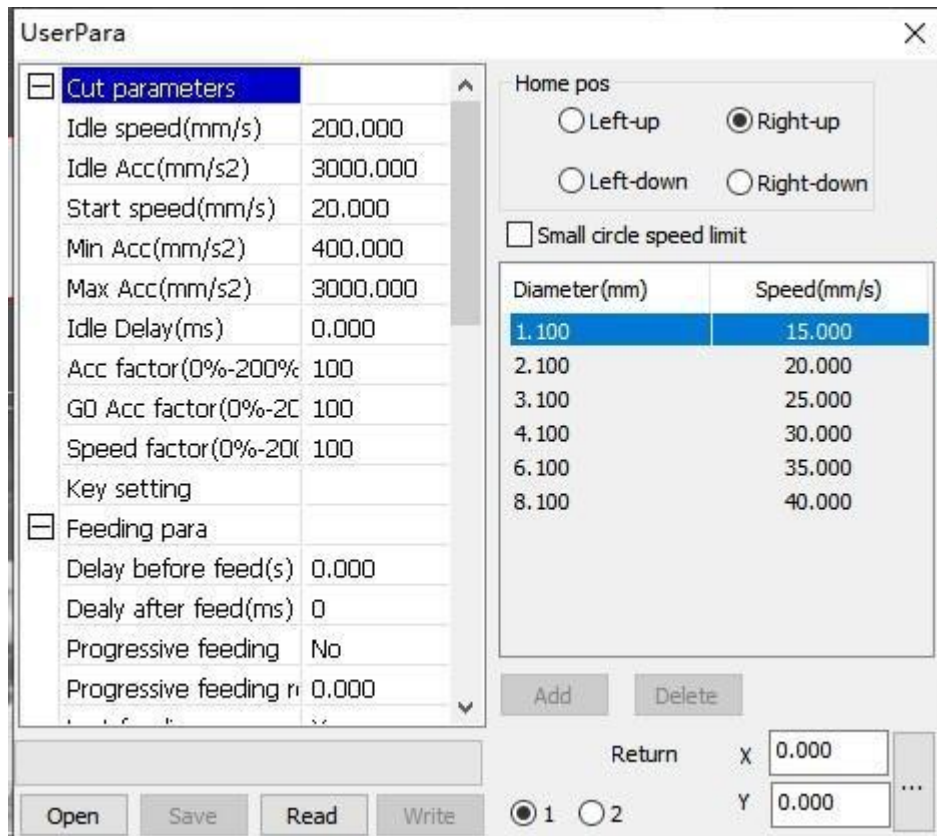 UserPara
Cut parameters
Idle speed(mm/s) 200.000
Idle Acc(mm/s2) 3000.000
Start speed(mm/s) 20.000
Min Acc(mm/s2) 400.000
Max Acc(mm/s2) 3000.000
Idle Delay(ms) 0.000
Acc factor(0%-200% 100
G0 Acc factor(0%-20 100
Speed factor(0%-200 100
Key setting
Feeding para
Delay before feed(s) 0.000
Dealy after feed(ms) 0
Progressive feeding No
Progressive feeding r 0.000
Open Save Read Write
Home pos
Left-up Right-up
Left-down Right-down
Small circle speed limit
Diameter(mm) Speed(mm/s)
1.100 15.000
2.100 20.000
3.100 25.000
4.100 30.000
6.100 35.000
8.100 40.000
Add Delete
Return X 0.000
1 2 Y 0.000
...